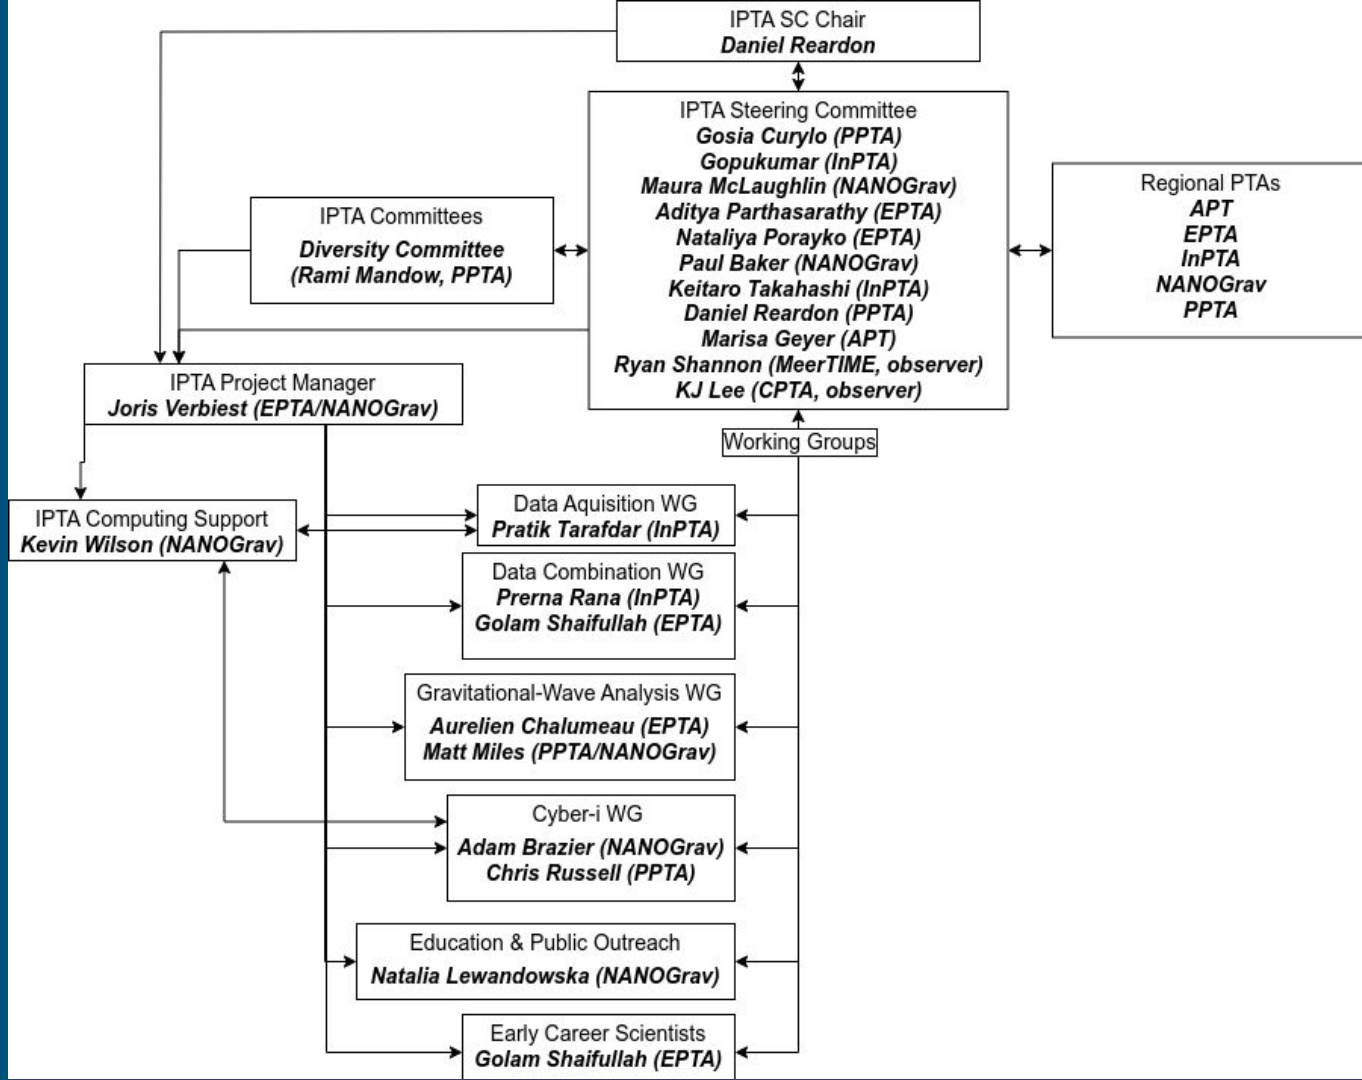 IPTA SC Chair
Daniel Reardon
IPTA Steering Committee
Gosia Curylo (PPTA)
Gopukumar (InPTA)
Maura McLaughlin (NANOGrav)
Aditya Parthasarathy (EPTA)
Nataliya Porayko (EPTA)
Paul Baker (NANOGrav)
Keitaro Takahashi (InPTA)
Daniel Reardon (PPTA)
Marisa Geyer (APT)
Ryan Shannon (MeerTIME, observer)
KJ Lee (CPTA, observer)
Regional PTAs
APT
EPTA
InPTA
NANOGrav
PPTA
IPTA Committees
Diversity Committee
(Rami Mandow, PPTA)
IPTA Project Manager
Joris Verbiest (EPTA/NANOGrav)
Working Groups
IPTA Computing Support
Kevin Wilson (NANOGrav)
Data Aquisition WG
Pratik Tarafdar (InPTA)
Data Combination WG
Prerna Rana (InPTA)
Golam Shaifullah (EPTA)
Gravitational-Wave Analysis WG
Aurelien Chalumeau (EPTA)
Matt Miles (PPTA/NANOGrav)
Cyber-i WG
Adam Brazier (NANOGrav)
Chris Russell (PPTA)
Education & Public Outreach
Natalia Lewandowska (NANOGrav)
Early Career Scientists
Golam Shaifullah (EPTA)